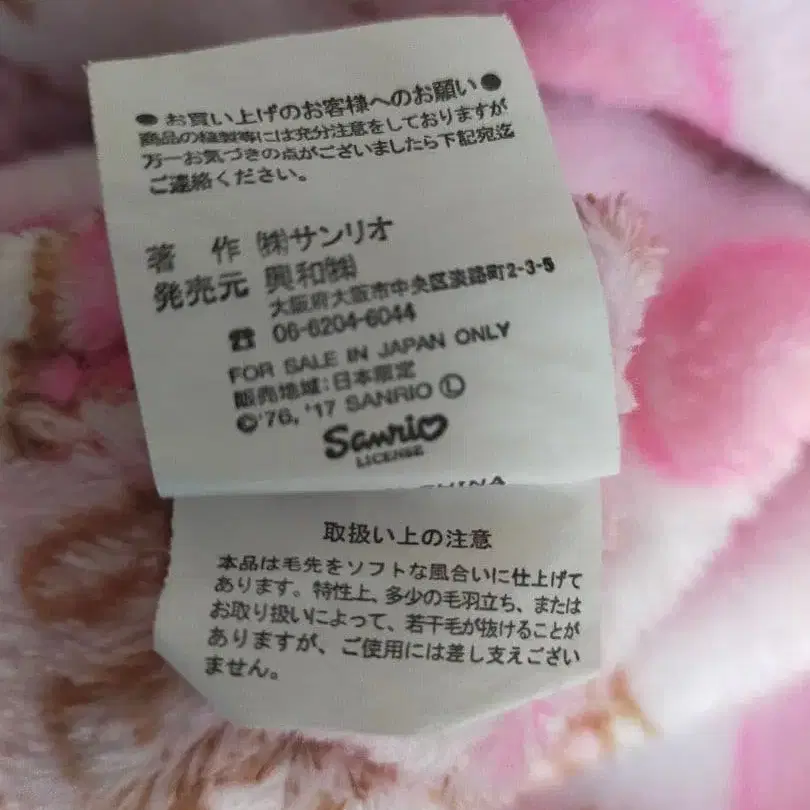 ●お買い上げのお客様へのお願い●
商品の縫製等には充分注意をしておりますが
万一お気づきの点がございましたら下記宛迄
ご連絡ください。
著 作 ㈱サンリオ
発売元 興和㈱
大阪府大阪市中央区淡路町2-3-5
☎ 06-6204-6044
FOR SALE IN JAPAN ONLY
販売地域:日本限定
©'76, '17 SANRIO Ⓛ
Sanrio
LICENSE
取扱い上の注意
本品は毛先をソフトな風合いに仕上げて
あります。特性上、多少の毛羽立ち、または
お取り扱いによって、若干毛が抜けることが
ありますが、ご使用には差し支えござい
ません。